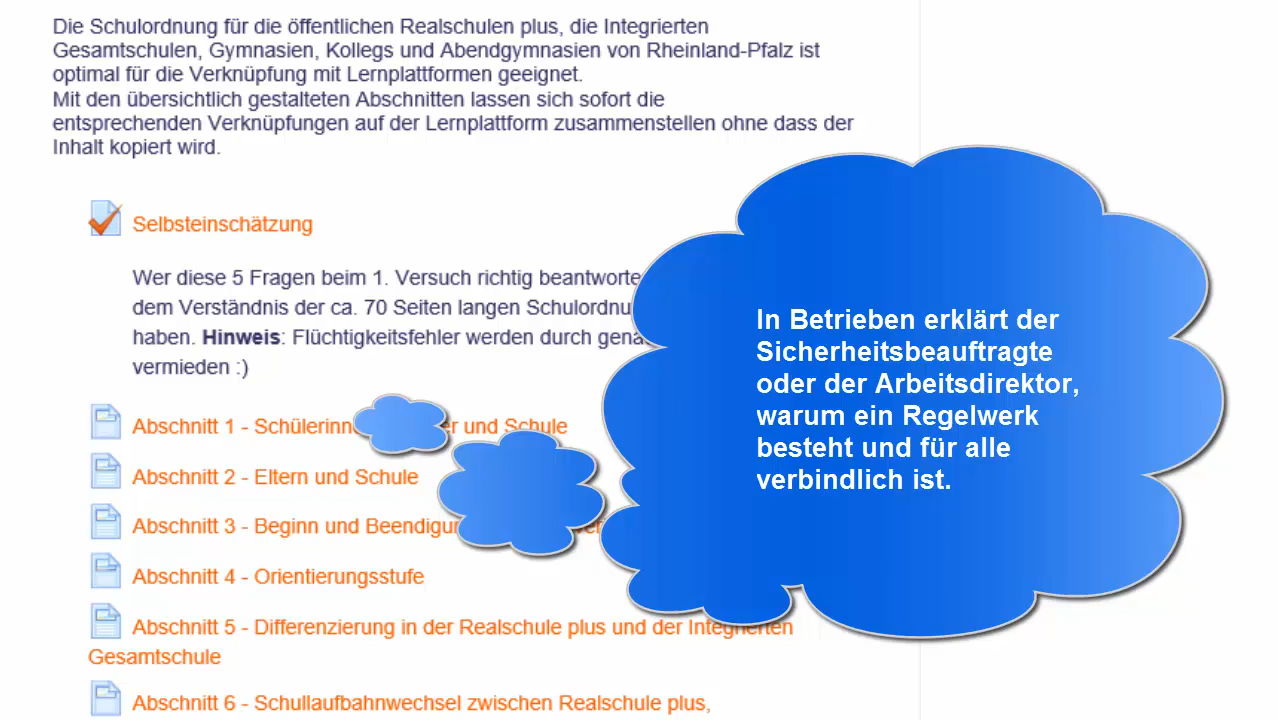 Die Schulordnung für die öffentlichen Realschulen plus, die Integrierten
Gesamtschulen, Gymnasien, Kollegs und Abendgymnasien von Rheinland-Pfalz ist
optimal für die Verknüpfung mit Lernplattformen geeignet.
Mit den übersichtlich gestalteten Abschnitten lassen sich sofort die
entsprechenden Verknüpfungen auf der Lernplattform zusammenstellen ohne dass der
Inhalt kopiert wird.
Selbsteinschätzung
Wer diese 5 Fragen beim 1. Versuch richtig
dem Verständnis der ca. 70 Seiten langen
haben. Hinweis: Flüchtigkeitsfehler werden durch
vermieden :)
Abschnitt 1 - und Schule
Abschnitt 2 - Eltern und Schule
Abschnitt 3 - Beginn und
Abschnitt 4 - Orientierungsstufe
Abschnitt 5 - Differenzierung in der Realschule plus und der Integrierten
Gesamtschule
Abschnitt 6 - Schullaufbahnwechsel zwischen Realschule plus,
In Betrieben erklärt der
Sicherheitsbeauftragte
oder der Arbeitsdirektor,
warum ein Regelwerk
besteht und für alle
verbindlich ist.